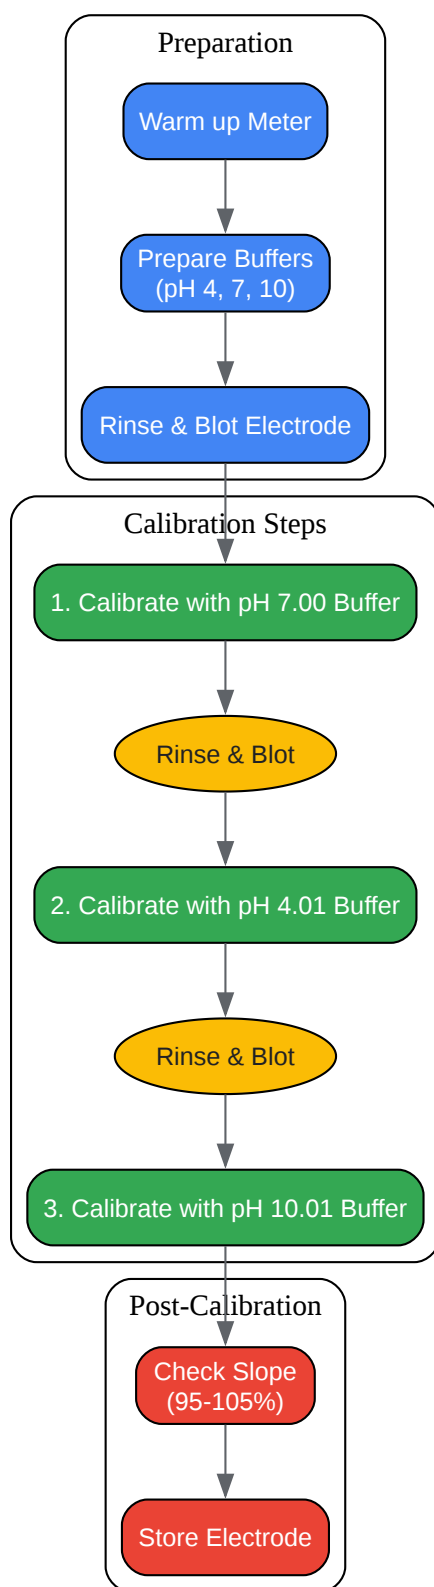 Preparation
Warm up Meter
Prepare Buffers
(pH 4, 7, 10)
Rinse & Blot Electrode
Calibration Steps
1. Calibrate with pH 7.00 Buffer
Rinse & Blot
2. Calibrate with pH 4.01 Buffer
Rinse & Blot
3. Calibrate with pH 10.01 Buffer
Post-Calibration
Check Slope
(95-105%)
Store Electrode